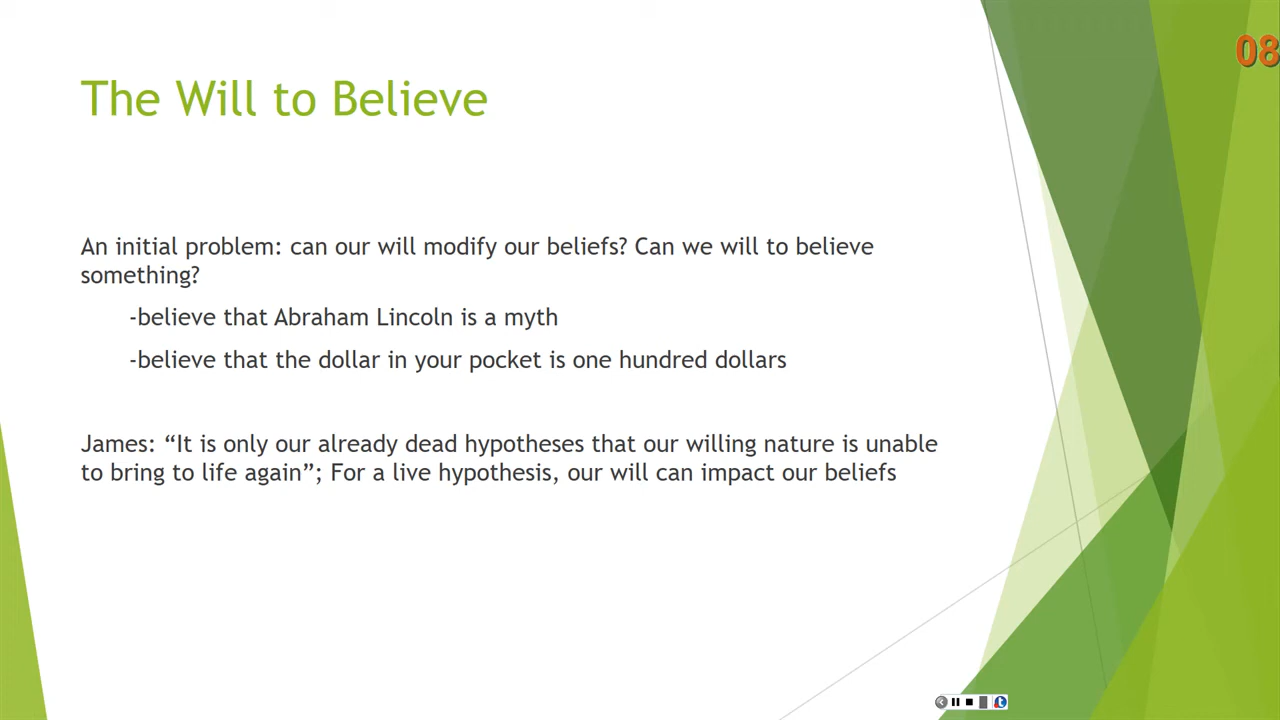 08
The Will to Believe
An initial problem: can our will modify our beliefs? Can we will to believe
something?
-believe that Abraham Lincoln is a myth
-believe that the dollar in your pocket is one hundred dollars
James: “It is only our already dead hypotheses that our willing nature is unable
to bring to life again”; For a live hypothesis, our will can impact our beliefs